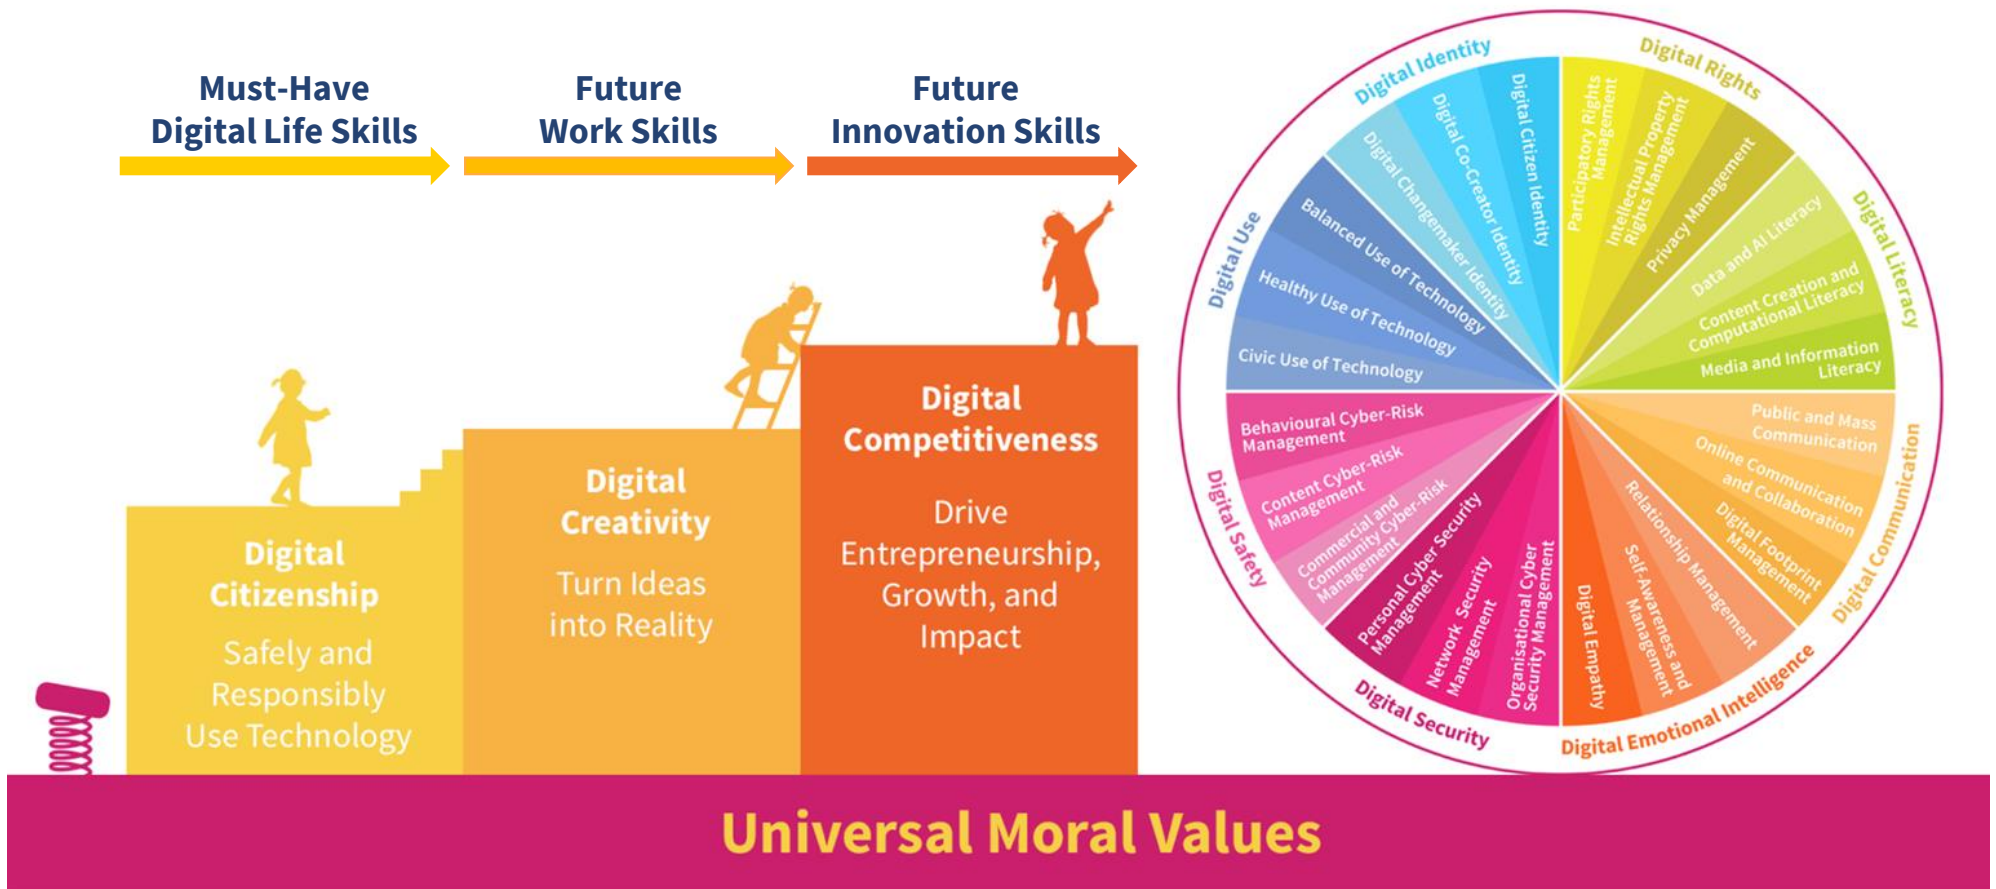 Must-Have
Digital Life Skills
Future
Work Skills
Future
Innovation Skills
Digital
Citizenship
Safely and
Responsibly
Use Technology
Digital
Creativity
Turn Ideas
into Reality
Digital
Competitiveness
Drive
Entrepreneurship,
Growth, and
Impact
Digital Identity
Digital Changemaker Identity
Digital Co-Creator Identity
Digital Citizen Identity
Digital Rights
Participatory Rights
Management
Intellectual Property
Rights Management
Privacy Management
Digital Literacy
Data and AI Literacy
Content Creation and
Computational Literacy
Media and Information
Literacy
Digital Communication
Public and Mass
Communication
Online Communication
and Collaboration
Digital Footprint
Management
Digital Emotional Intelligence
Relationship Management
Self-Awareness and
Management
Digital Empathy
Digital Security
Organisational Cyber
Security Management
Network Security
Management
Personal Cyber Security
Management
Digital Safety
Commercial and
Community Cyber-Risk
Management
Content Cyber-Risk
Management
Behavioural Cyber-Risk
Management
Digital Use
Civic Use of Technology
Healthy Use of Technology
Balanced Use of Technology
Universal Moral Values